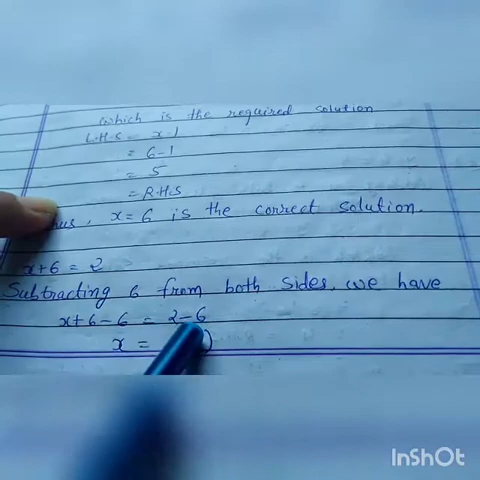 which is the required solution
L.H.S = x-1
= 6-1
= 5
= R.H.S
x = 6 is the correct solution.
x+6 = 2
Subtracting 6 from both sides, we have
x+6-6 = 2-6
x =
InShOt